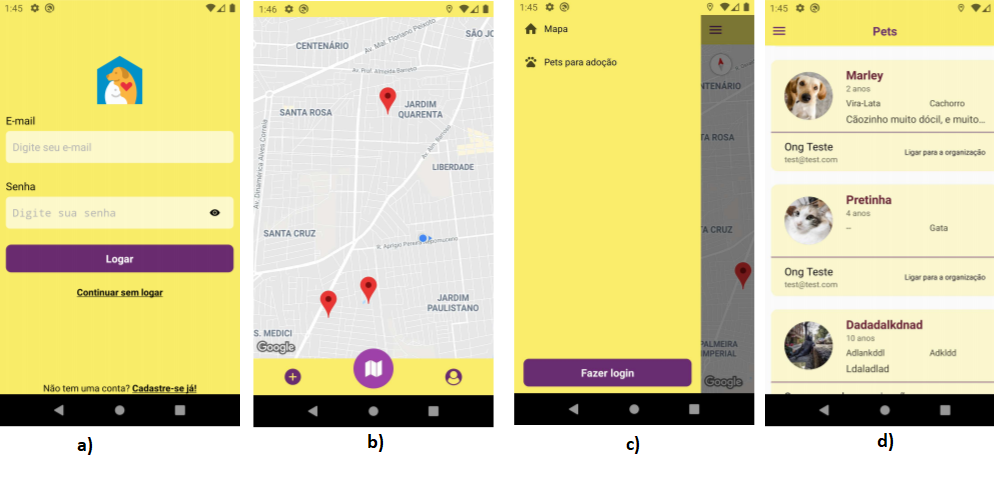 1:45
E-mail
Digite seu e-mail
Senha
Digite sua senha
Logar
Continuar sem logar
Não tem uma conta? Cadastre-se já!
a)
1:46
CENTENÁRIO
Av. Mal. Floriano Peixoto
SÃO JO
Av. Prof. Almeida Barroso
SANTA ROSA
JARDIM
QUARENTA
Av. Dinamérica Alves Correia
Av. Alm. Barroso
LIBERDADE
SANTA CRUZ
R. Aprígio Pereira
JARDIM
PAULISTANO
S. MEDICI
Google
b)
1:45
Mapa
Pets para adoção
NTENÁRIO
TA ROSA
TA CRUZ
PALMEIRA
IMPERIAL
Fazer login
Google
c)
1:45
Pets
Marley
2 anos
Vira-Lata Cachorro
Cãozinho muito dócil, e muito...
Ong Teste
test@test.com
Ligar para a organização
Pretinha
4 anos
-- Gata
Ong Teste
test@test.com
Ligar para a organização
Dadadalkdnad
10 anos
Adlankddl Adkldd
Ldaladlad
d)